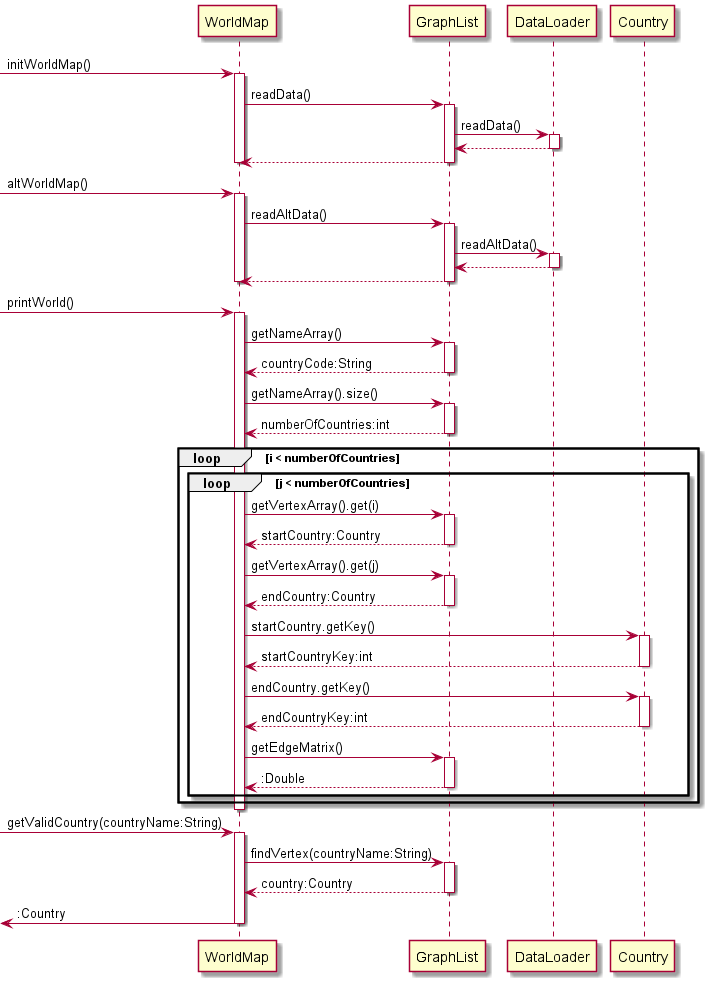 WorldMap GraphList DataLoader Country
initWorldMap()
readData()
readData()
altWorldMap()
readAltData()
readAltData()
printWorld()
getNameArray()
countryCode:String
getNameArray().size()
numberOfCountries:int
loop [i < numberOfCountries]
loop [j < numberOfCountries]
getVertexArray().get(i)
startCountry:Country
getVertexArray().get(j)
endCountry:Country
startCountry.getKey()
startCountryKey:int
endCountry.getKey()
endCountryKey:int
getEdgeMatrix()
:Double
getValidCountry(countryName:String)
findVertex(countryName:String)
country:Country
:Country
WorldMap GraphList DataLoader Country